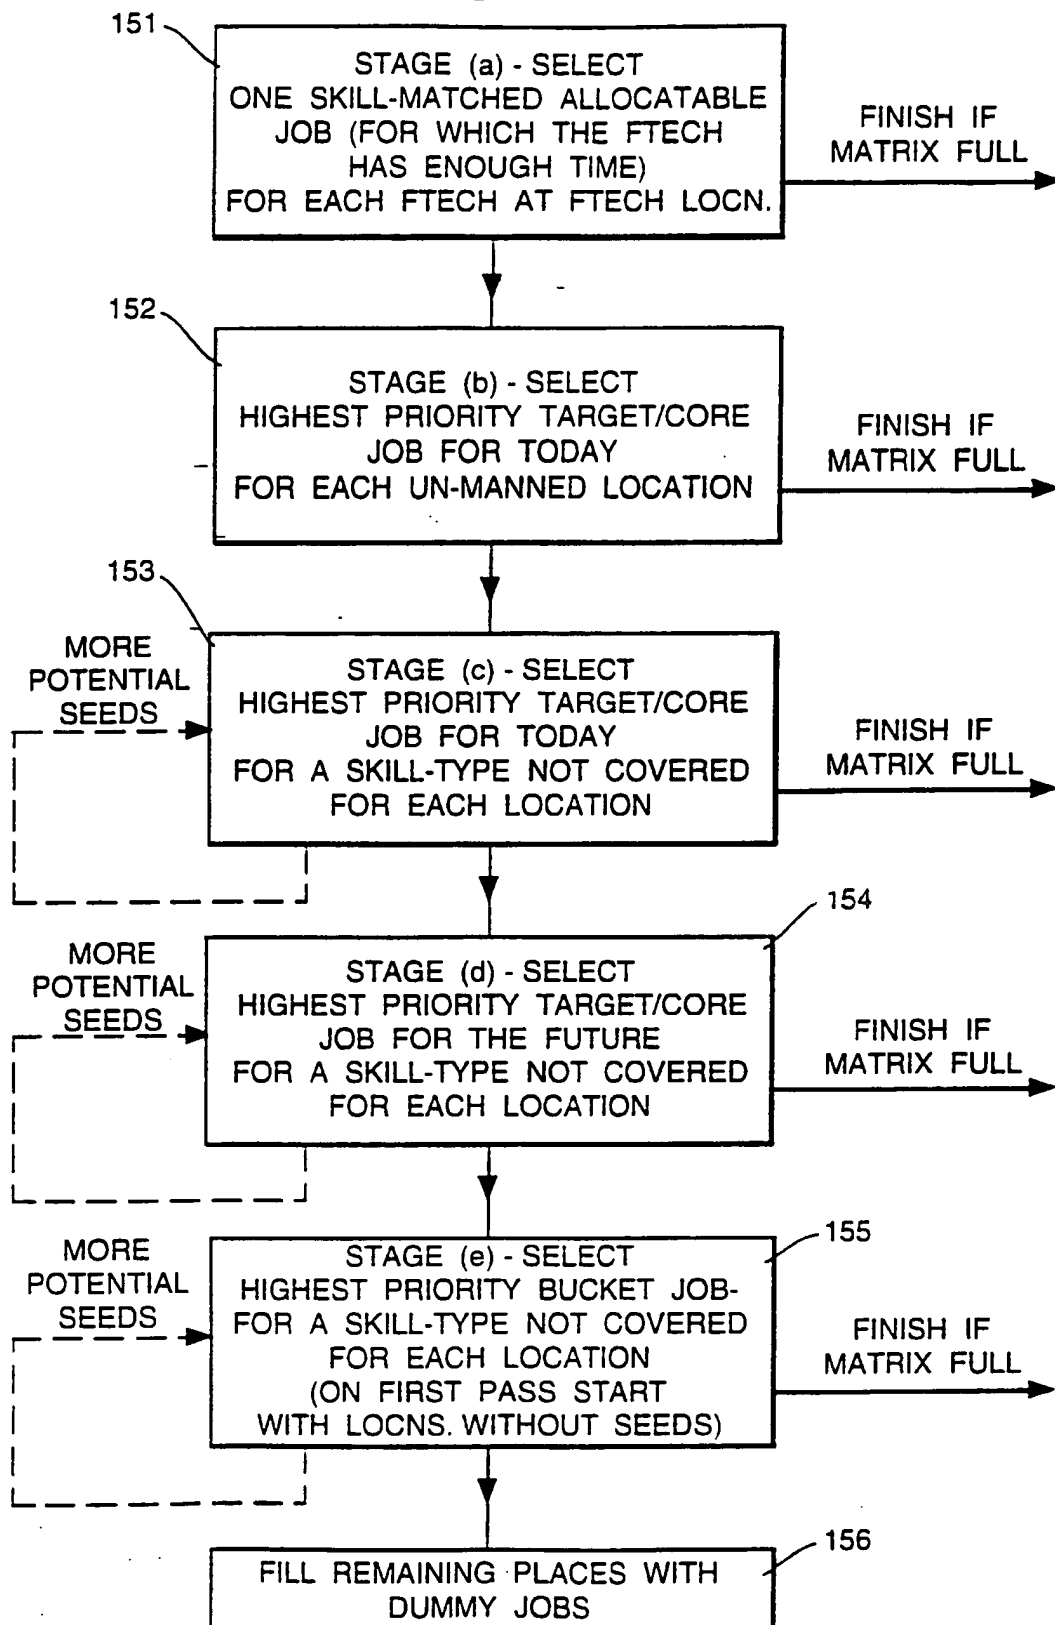 151
STAGE (a) - SELECT
ONE SKILL-MATCHED ALLOCATABLE
JOB (FOR WHICH THE FTECH
HAS ENOUGH TIME)
FOR EACH FTECH AT FTECH LOCN.
FINISH IF
MATRIX FULL
152
STAGE (b) - SELECT
HIGHEST PRIORITY TARGET/CORE
JOB FOR TODAY
FOR EACH UN-MANNED LOCATION
FINISH IF
MATRIX FULL
153
MORE
POTENTIAL
SEEDS
STAGE (c) - SELECT
HIGHEST PRIORITY TARGET/CORE
JOB FOR TODAY
FOR A SKILL-TYPE NOT COVERED
FOR EACH LOCATION
FINISH IF
MATRIX FULL
154
MORE
POTENTIAL
SEEDS
STAGE (d) - SELECT
HIGHEST PRIORITY TARGET/CORE
JOB FOR THE FUTURE
FOR A SKILL-TYPE NOT COVERED
FOR EACH LOCATION
FINISH IF
MATRIX FULL
155
MORE
POTENTIAL
SEEDS
STAGE (e) - SELECT
HIGHEST PRIORITY BUCKET JOB-
FOR A SKILL-TYPE NOT COVERED
FOR EACH LOCATION
(ON FIRST PASS START
WITH LOCNS. WITHOUT SEEDS)
FINISH IF
MATRIX FULL
156
FILL REMAINING PLACES WITH
DUMMY JOBS